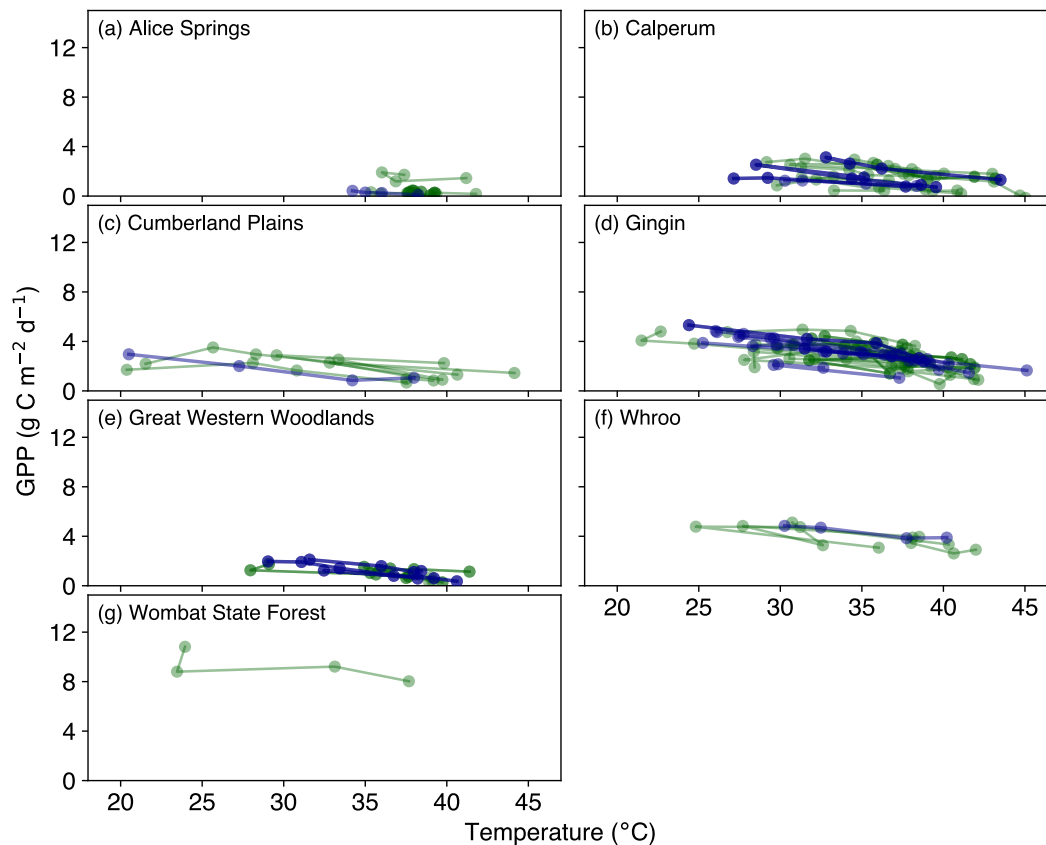 (a) Alice Springs
12
8
4
0
(b) Calperum
(c) Cumberland Plains
12
8
4
0
(d) Gingin
GPP (g C m⁻² d⁻¹)
(e) Great Western Woodlands
12
8
4
0
(f) Whroo
20 25 30 35 40 45
(g) Wombat State Forest
12
8
4
0
20 25 30 35 40 45
Temperature (°C)